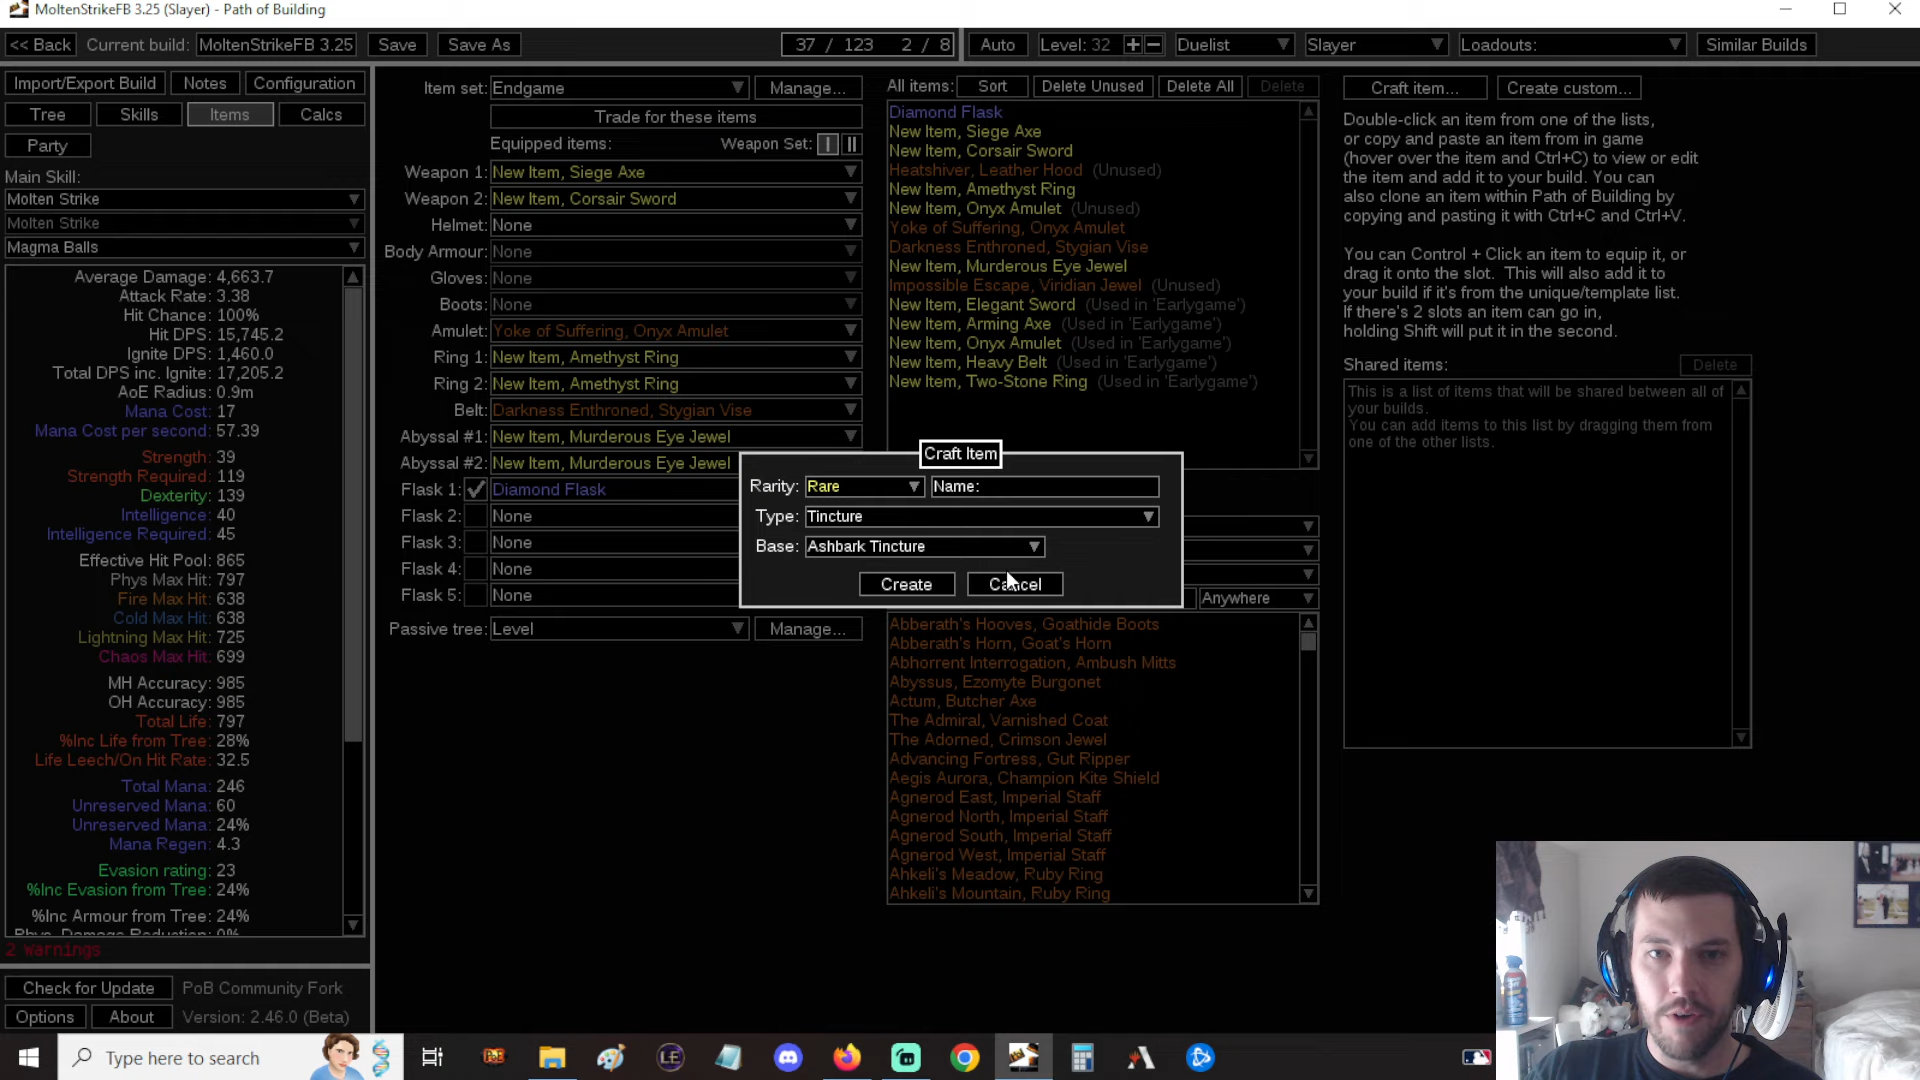 MoltenStrikeFB 3.25 (Slayer) - Path of Building
<< Back
Current build: MoltenStrikeFB 3.25
Save
Save As
37 / 123 2 / 8
Auto
Level: 32
Duelist
Slayer
Loadouts:
Similar Builds
Import/Export Build
Notes
Configuration
Tree
Skills
Items
Calcs
Party
Main Skill:
Molten Strike
Molten Strike
Magma Balls
Average Damage: 4,663.7
Attack Rate: 3.38
Hit Chance: 100%
Hit DPS: 15,745.2
Ignite DPS: 1,460.0
Total DPS inc. Ignite: 17,205.2
AoE Radius: 0.9m
Mana Cost: 17
Mana Cost per second: 57.39
Strength: 39
Strength Required: 119
Dexterity: 139
Intelligence: 40
Intelligence Required: 45
Effective Hit Pool: 865
Phys Max Hit: 797
Fire Max Hit: 638
Cold Max Hit: 638
Lightning Max Hit: 725
Chaos Max Hit: 699
MH Accuracy: 985
OH Accuracy: 985
Total Life: 797
%Inc Life from Tree: 28%
Life Leech/On Hit Rate: 32.5
Total Mana: 246
Unreserved Mana: 60
Unreserved Mana: 24%
Mana Regen: 4.3
Evasion rating: 23
%Inc Evasion from Tree: 24%
%Inc Armour from Tree: 24%
Phys. Damage Reduction: 0%
2 Warnings
Check for Update
PoB Community Fork
Options
About
Version: 2.46.0 (Beta)
Item set: Endgame
Manage...
Trade for these items
Equipped items:
Weapon Set: I II
Weapon 1: New Item, Siege Axe
Weapon 2: New Item, Corsair Sword
Helmet: None
Body Armour: None
Gloves: None
Boots: None
Amulet: Yoke of Suffering, Onyx Amulet
Ring 1: New Item, Amethyst Ring
Ring 2: New Item, Amethyst Ring
Belt: Darkness Enthroned, Stygian Vise
Abyssal #1: New Item, Murderous Eye Jewel
Abyssal #2: New Item, Murderous Eye Jewel
Flask 1: Diamond Flask
Flask 2: None
Flask 3: None
Flask 4: None
Flask 5: None
Passive tree: Level
Manage...
All items:
Sort
Delete Unused
Delete All
Delete
Diamond Flask
New Item, Siege Axe
New Item, Corsair Sword
Heatshiver, Leather Hood (Unused)
New Item, Amethyst Ring
New Item, Onyx Amulet (Unused)
Yoke of Suffering, Onyx Amulet
Darkness Enthroned, Stygian Vise
New Item, Murderous Eye Jewel
Impossible Escape, Viridian Jewel (Unused)
New Item, Elegant Sword (Used in 'Earlygame')
New Item, Arming Axe (Used in 'Earlygame')
New Item, Onyx Amulet (Used in 'Earlygame')
New Item, Heavy Belt (Used in 'Earlygame')
New Item, Two-Stone Ring (Used in 'Earlygame')
Craft Item
Rarity: Rare
Name:
Type: Tincture
Base: Ashbark Tincture
Create
Cancel
Anywhere
Abberath's Hooves, Goathide Boots
Abberath's Horn, Goat's Horn
Abhorrent Interrogation, Ambush Mitts
Abyssus, Ezomyte Burgonet
Actum, Butcher Axe
The Admiral, Varnished Coat
The Adorned, Crimson Jewel
Advancing Fortress, Gut Ripper
Aegis Aurora, Champion Kite Shield
Agnerod East, Imperial Staff
Agnerod North, Imperial Staff
Agnerod South, Imperial Staff
Agnerod West, Imperial Staff
Ahkeli's Meadow, Ruby Ring
Ahkeli's Mountain, Ruby Ring
Craft item...
Create custom...
Double-click an item from one of the lists,
or copy and paste an item from in game
(hover over the item and Ctrl+C) to view or edit
the item and add it to your build. You can
also clone an item within Path of Building by
copying and pasting it with Ctrl+C and Ctrl+V.
You can Control + Click an item to equip it, or
drag it onto the slot. This will also add it to
your build if it's from the unique/template list.
If there's 2 slots an item can go in,
holding Shift will put it in the second.
Shared items:
Delete
This is a list of items that will be shared between all of
your builds.
You can add items to this list by dragging them from
one of the other lists.
Type here to search
PoE
LE